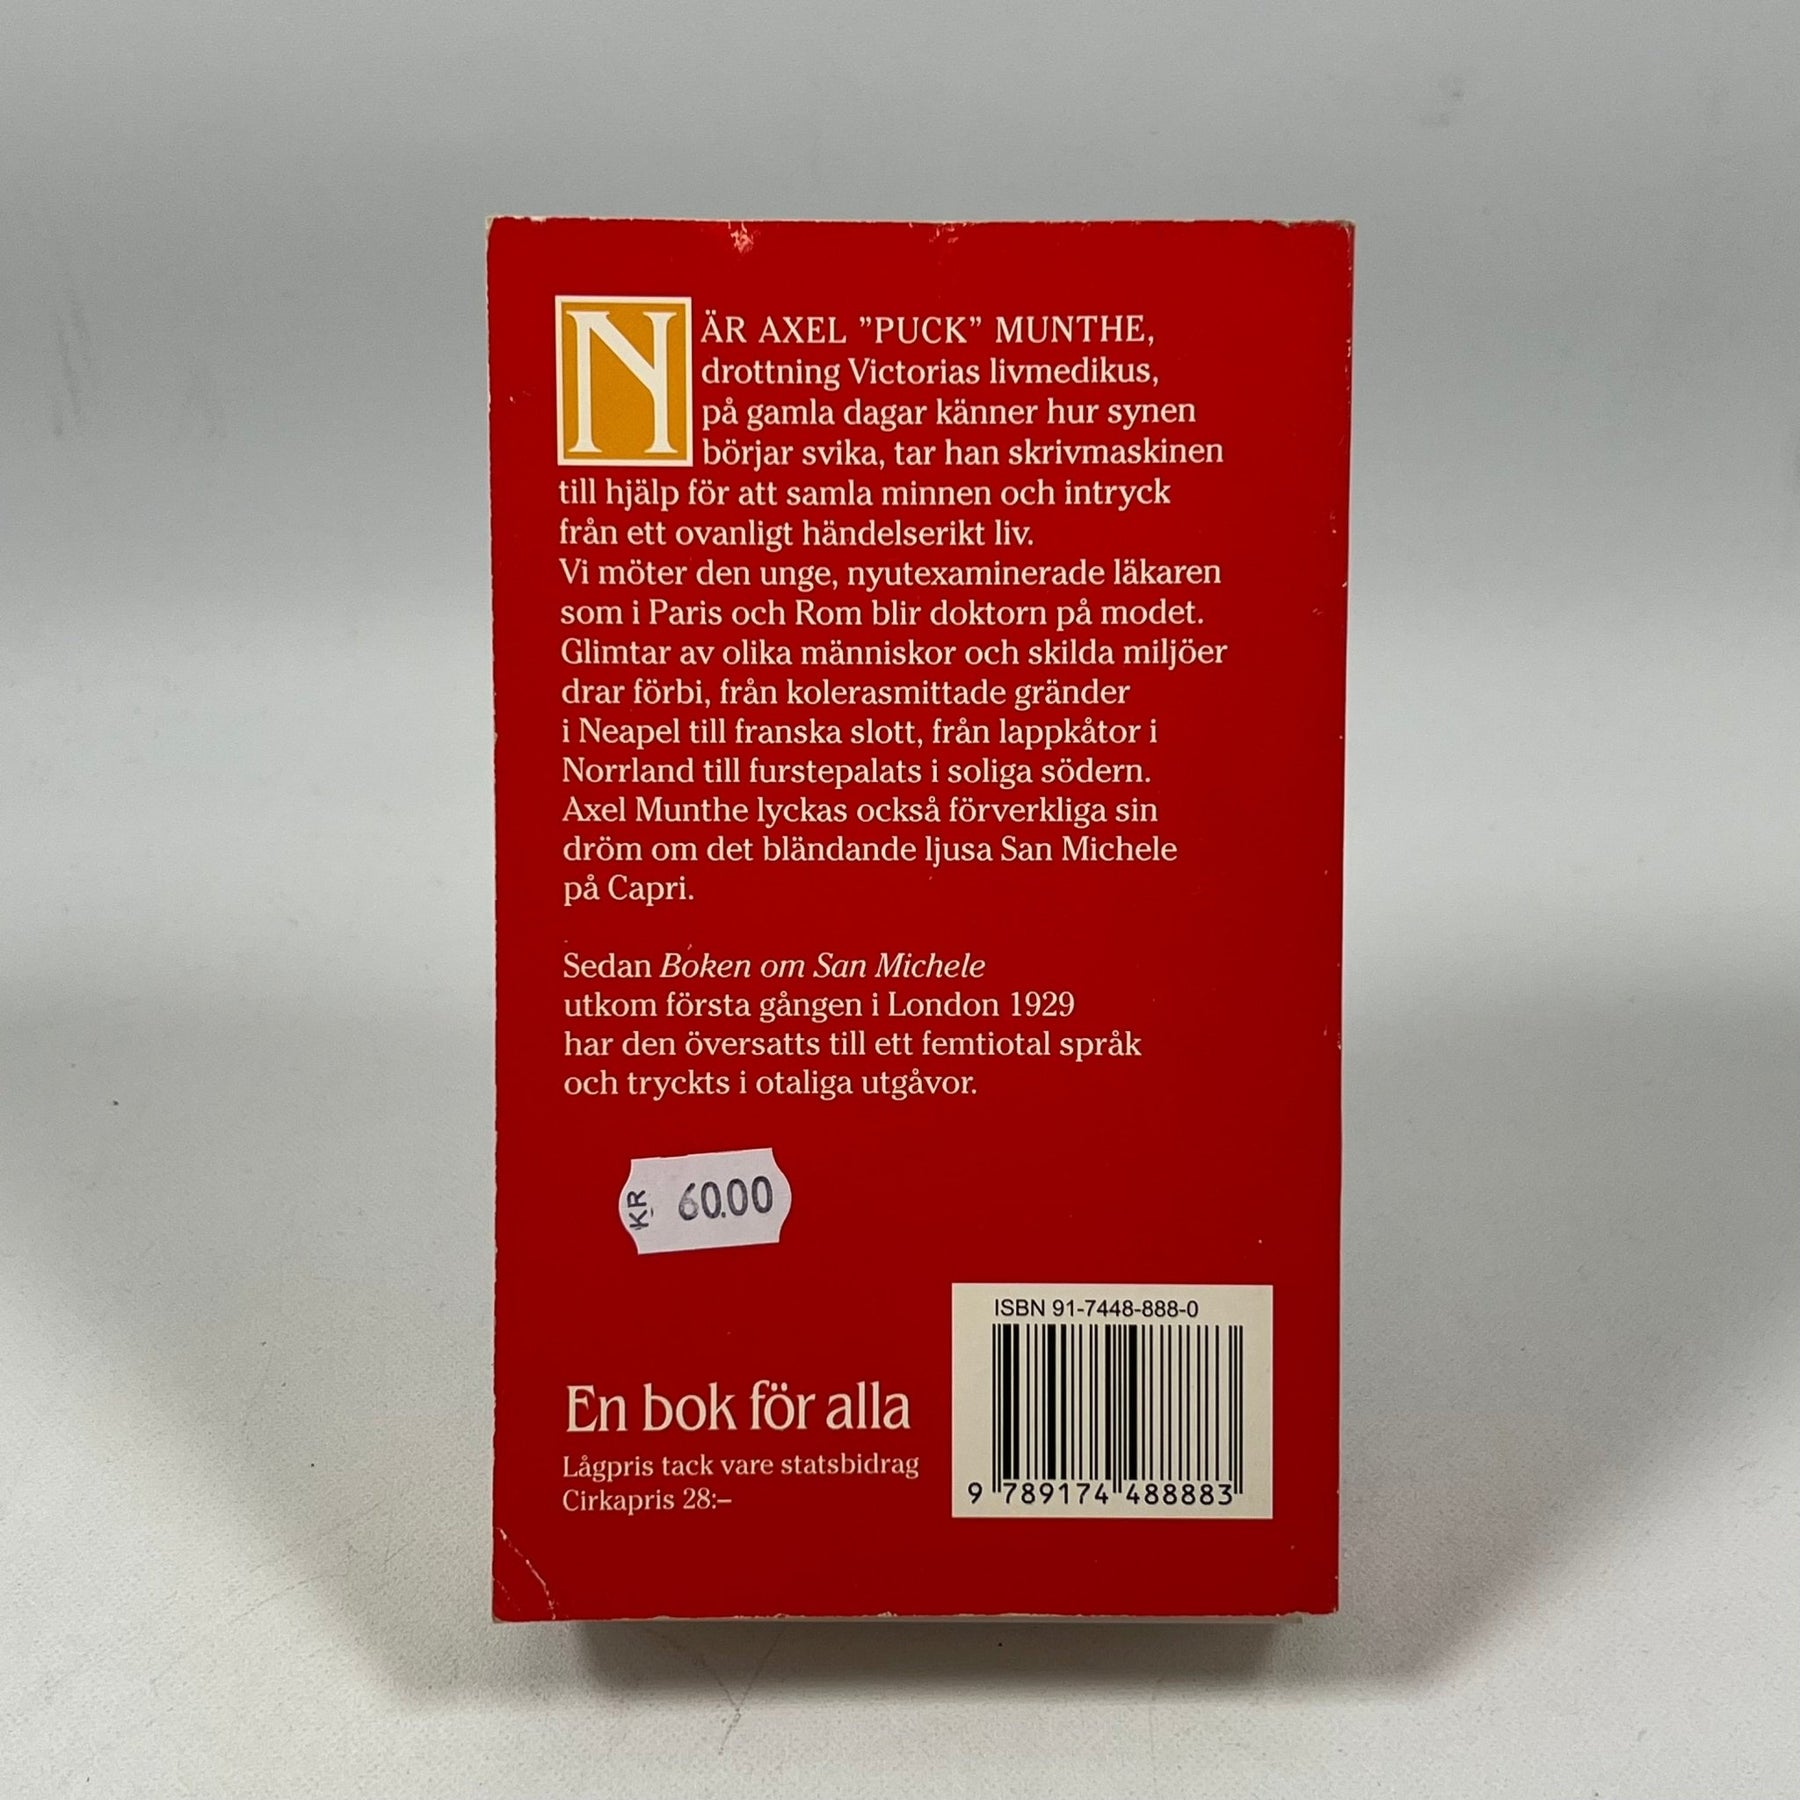 NÄR AXEL ”PUCK” MUNTHE,
drottning Victorias livmedikus,
på gamla dagar känner hur synen
börjar svika, tar han skrivmaskinen
till hjälp för att samla minnen och intryck
från ett ovanligt händelserikt liv.
Vi möter den unge, nyutexaminerade läkaren
som i Paris och Rom blir doktorn på modet.
Glimtar av olika människor och skilda miljöer
drar förbi, från kolerasmittade gränder
i Neapel till franska slott, från lappkåtor i
Norrland till furstepalats i soliga södern.
Axel Munthe lyckas också förverkliga sin
dröm om det bländande ljusa San Michele
på Capri.
Sedan Boken om San Michele
utkom första gången i London 1929
har den översatts till ett femtiotal språk
och tryckts i otaliga utgåvor.
KR 60.00
En bok för alla
Lågpris tack vare statsbidrag
Cirkapris 28:–
ISBN 91-7448-888-0
9 789174 488883